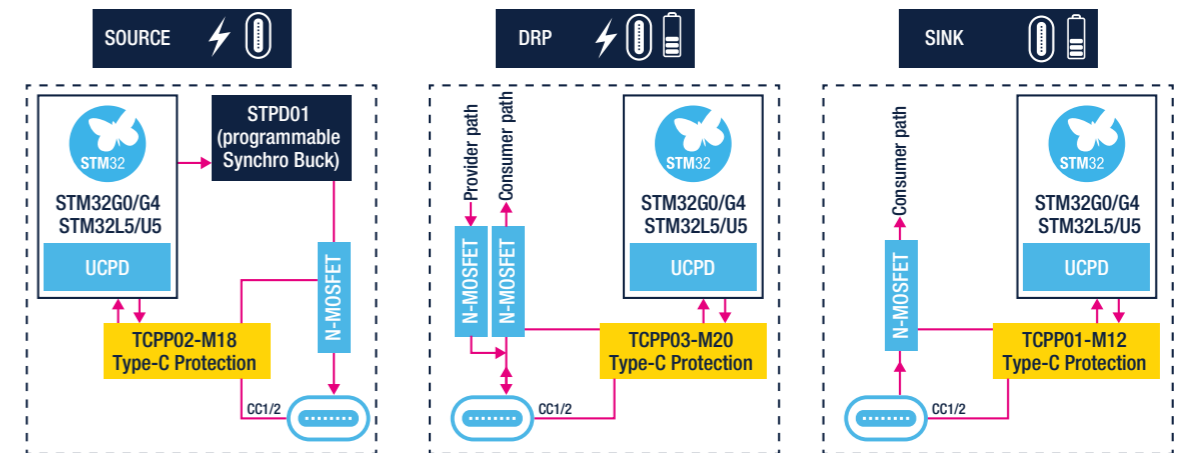 SOURCE
STM32
STM32G0/G4
STM32L5/U5
UCPD
STPD01
(programmable
Synchro Buck)
N-MOSFET
TCPP02-M18
Type-C Protection
CC1/2
DRP
Provider path
Consumer path
N-MOSFET
N-MOSFET
STM32
STM32G0/G4
STM32L5/U5
UCPD
TCPP03-M20
Type-C Protection
CC1/2
SINK
Consumer path
N-MOSFET
STM32
STM32G0/G4
STM32L5/U5
UCPD
TCPP01-M12
Type-C Protection
CC1/2